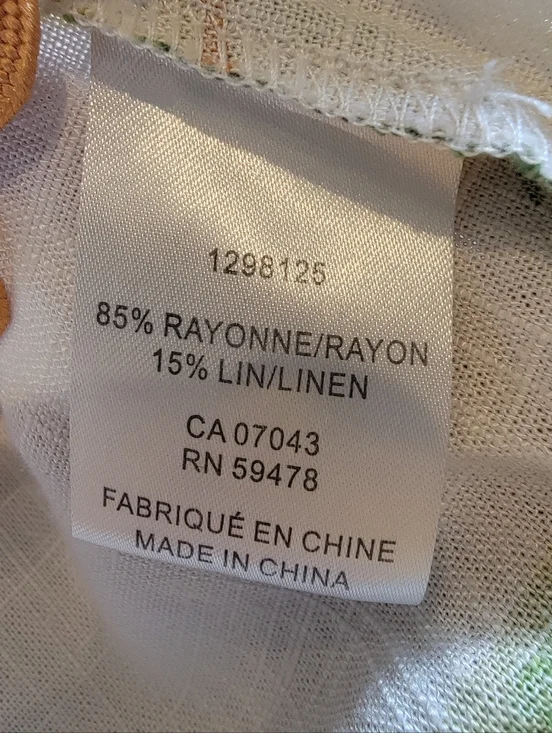 1298125
85% RAYONNE/RAYON
15% LIN/LINEN
CA 07043
RN 59478
FABRIQUÉ EN CHINE
MADE IN CHINA